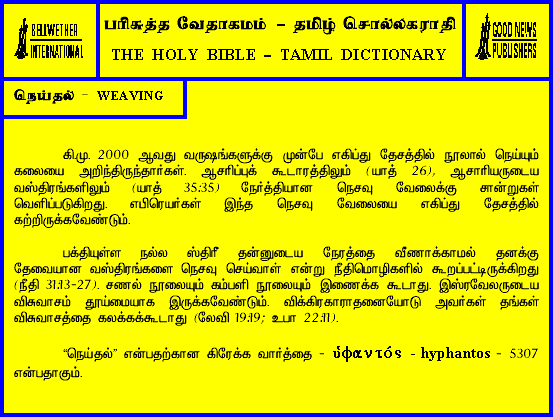 BELLWETHER
INTERNATIONAL
பரிசுத்த வேதாகமம் – தமிழ் சொல்லகராதி
THE HOLY BIBLE – TAMIL DICTIONARY
GOOD NEWS
PUBLISHERS
நெய்தல் – WEAVING
கி.மு. 2000 ஆவது வருஷங்களுக்கு முன்பே எகிப்து தேசத்தில் நூலால் நெய்யும்
கலையை அறிந்திருந்தார்கள். ஆசரிப்புக் கூடாரத்திலும் (யாத் 26), ஆசாரியருடைய
வஸ்திரங்களிலும் (யாத் 35:35) நேர்த்தியான நெசவு வேலைக்கு சான்றுகள்
வெளிப்படுகிறது. எபிரெயர்கள் இந்த நெசவு வேலையை எகிப்து தேசத்தில்
கற்றிருக்கவேண்டும்.
பக்தியுள்ள நல்ல ஸ்திரீ தன்னுடைய நேரத்தை வீணாக்காமல் தனக்கு
தேவையான வஸ்திரங்களை நெசவு செய்வாள் என்று நீதிமொழிகளில் கூறப்பட்டிருக்கிறது
(நீதி 31:13-27). சணல் நூலையும் கம்பளி நூலையும் இணைக்க கூடாது. இஸ்ரவேலருடைய
விசுவாசம் தூய்மையாக இருக்கவேண்டும். விக்கிரகாராதனையோடு அவர்கள் தங்கள்
விசுவாசத்தை கலக்கக்கூடாது (லேவி 19:19; உபா 22:11).
“நெய்தல்” என்பதற்கான கிரேக்க வார்த்தை – ὑφαντός - hyphantos – 5307
என்பதாகும்.